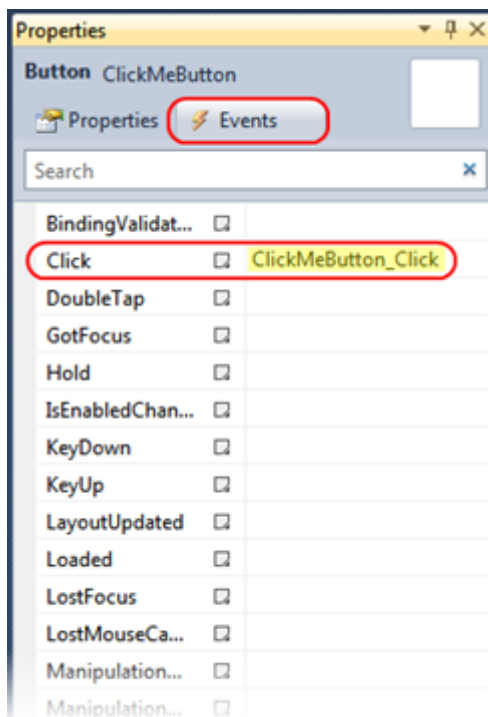 Properties
Button ClickMeButton
Properties Events
Search
BindingValidat...
Click ClickMeButton_Click
DoubleTap
GotFocus
Hold
IsEnabledChan...
KeyDown
KeyUp
LayoutUpdated
Loaded
LostFocus
LostMouseCa...
Manipulation...
Manipulation...